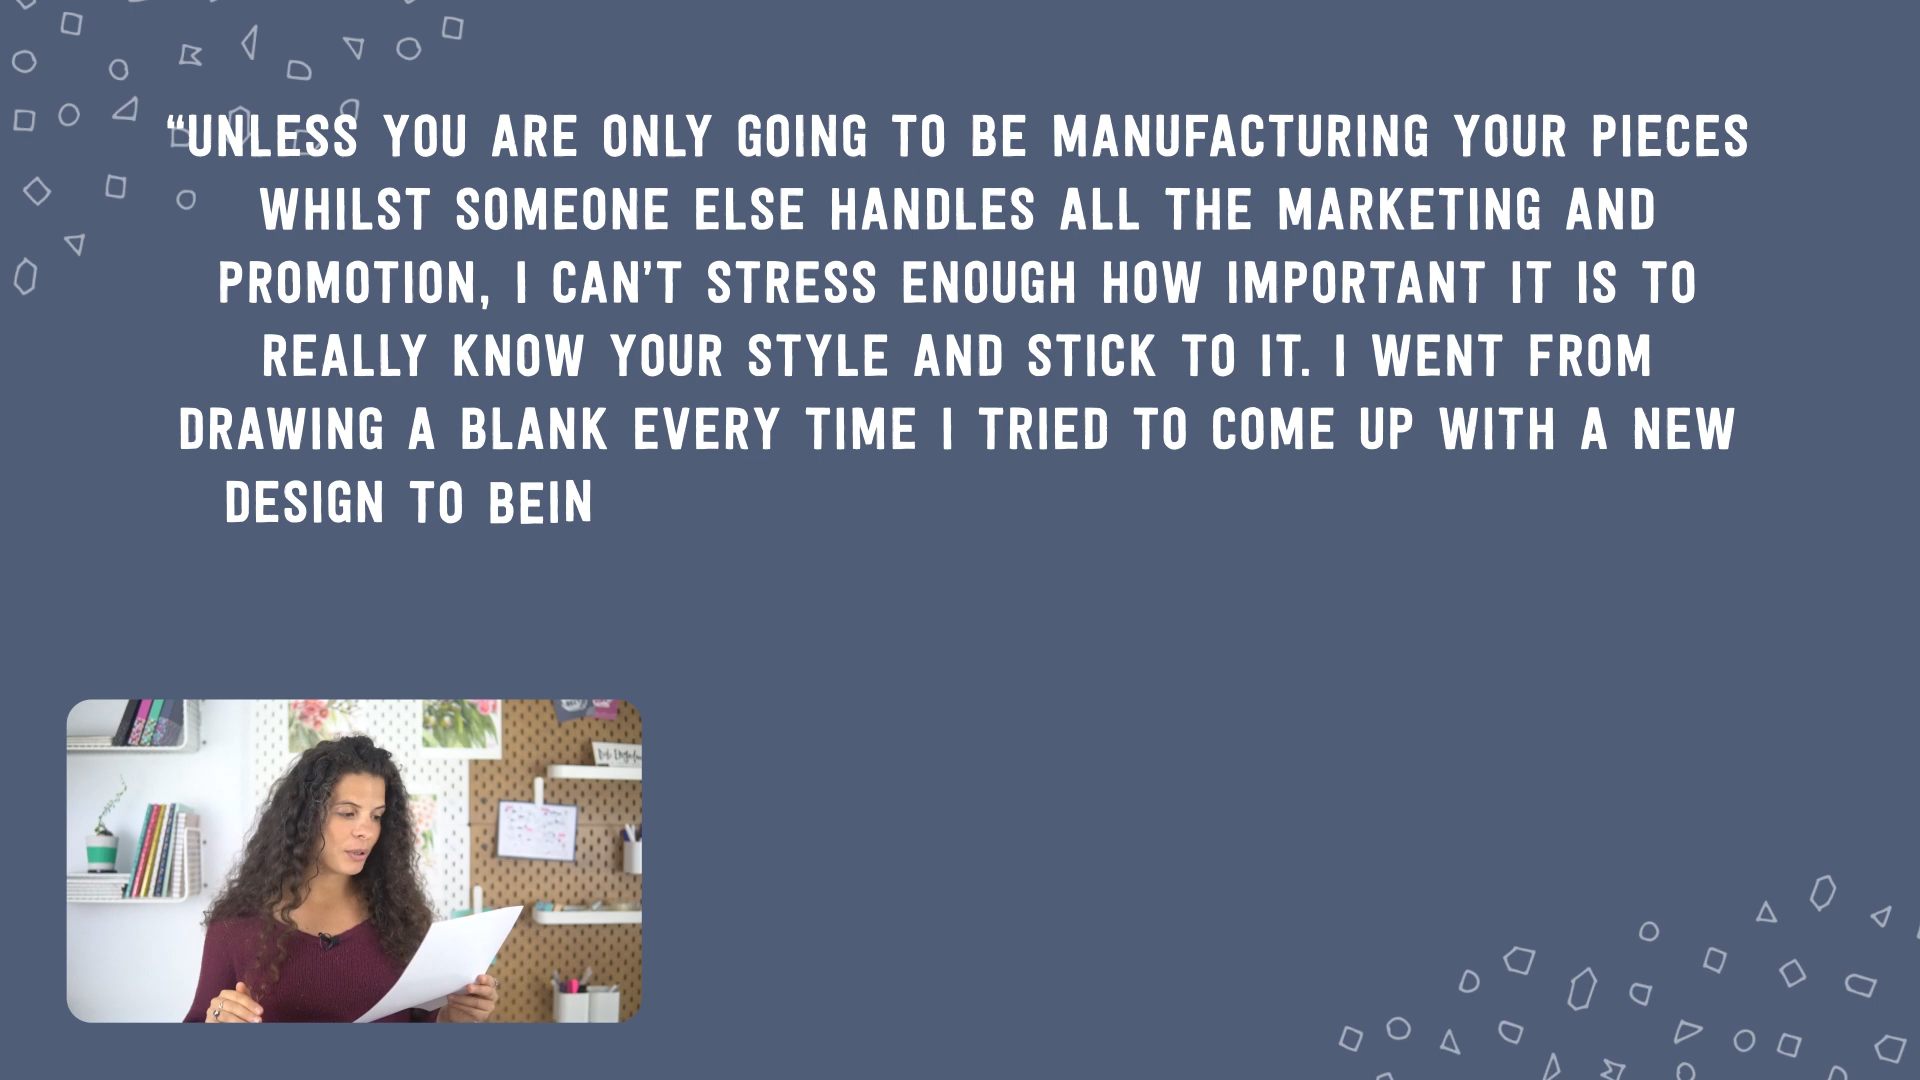 “UNLESS YOU ARE ONLY GOING TO BE MANUFACTURING YOUR PIECES
WHILST SOMEONE ELSE HANDLES ALL THE MARKETING AND
PROMOTION, I CAN’T STRESS ENOUGH HOW IMPORTANT IT IS TO
REALLY KNOW YOUR STYLE AND STICK TO IT. I WENT FROM
DRAWING A BLANK EVERY TIME I TRIED TO COME UP WITH A NEW
DESIGN TO BEIN